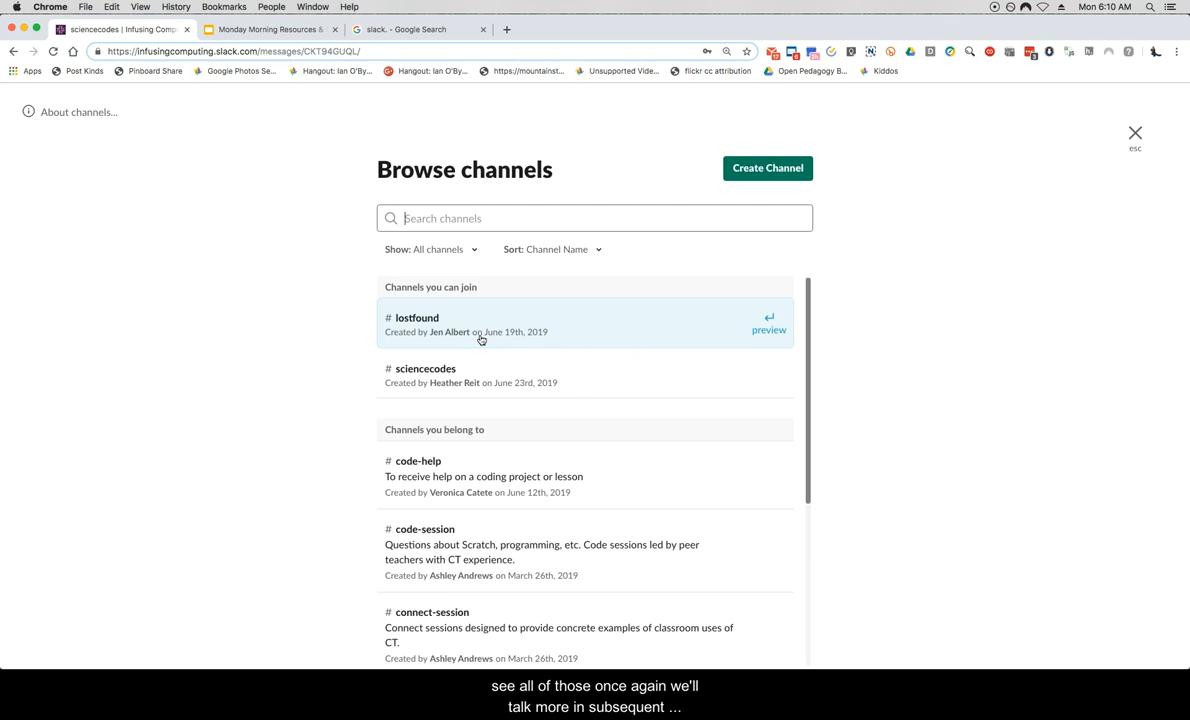 Chrome File Edit View History Bookmarks People Window Help Mon 6:10 AM
sciencecodes | Infusing Comp Monday Morning Resources & slack. - Google Search
https://infusingcomputing.slack.com/messages/CKT94GUQL/
Apps Post Kinds Pinboard Share Google Photos Se... Hangout: Ian O'By... Hangout: Ian O'By... https://mountainst... Unsupported Vide... flickr cc attribution Open Pedagogy B... Kiddos
About channels...
esc
Browse channels
Create Channel
Search channels
Show: All channels Sort: Channel Name
Channels you can join
# lostfound
Created by Jen Albert on June 19th, 2019
preview
# sciencecodes
Created by Heather Reit on June 23rd, 2019
Channels you belong to
# code-help
To receive help on a coding project or lesson
Created by Veronica Catete on June 12th, 2019
# code-session
Questions about Scratch, programming, etc. Code sessions led by peer
teachers with CT experience.
Created by Ashley Andrews on March 26th, 2019
# connect-session
Connect sessions designed to provide concrete examples of classroom uses of
CT.
Created by Ashley Andrews on March 26th, 2019
see all of those once again we'll
talk more in subsequent ...